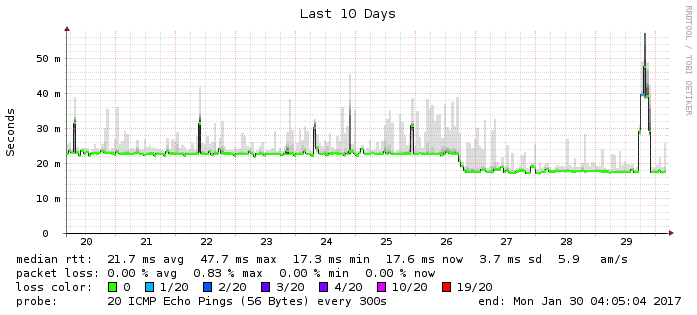 Last 10 Days
RRDTOOL / TOBI OETIKER
Seconds
50 m
40 m
30 m
20 m
10 m
0
20 21 22 23 24 25 26 27 28 29
median rtt: 21.7 ms avg 47.7 ms max 17.3 ms min 17.6 ms now 3.7 ms sd 5.9 am/s
packet loss: 0.00 % avg 0.83 % max 0.00 % min 0.00 % now
loss color: 0 1/20 2/20 3/20 4/20 10/20 19/20
probe: 20 ICMP Echo Pings (56 Bytes) every 300s end: Mon Jan 30 04:05:04 2017